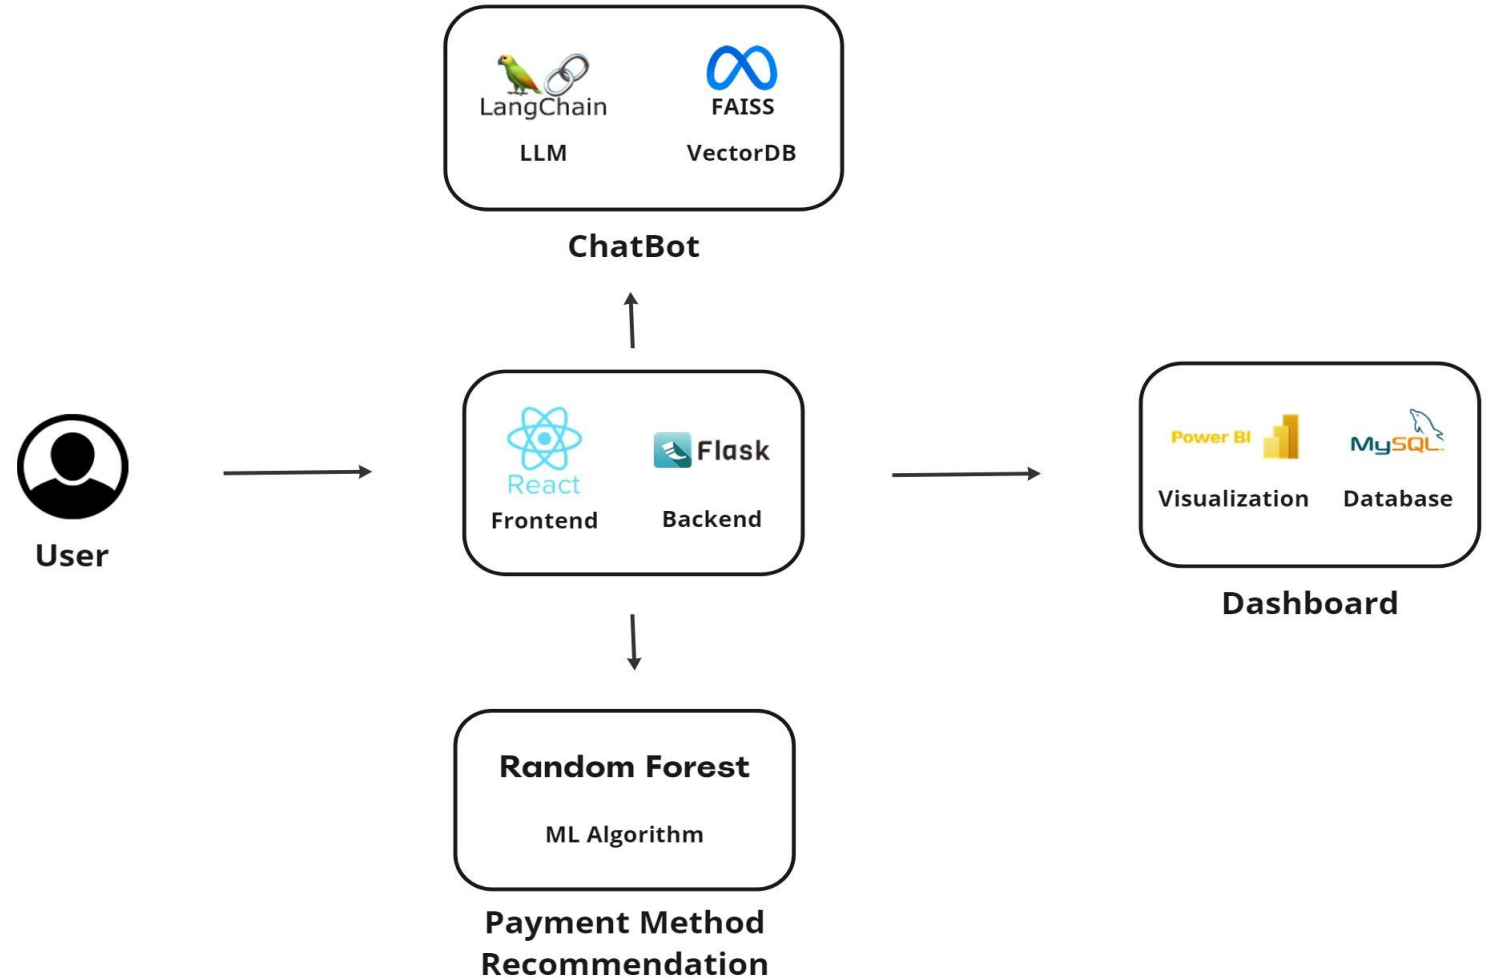 LangChain
LLM
FAISS
VectorDB
ChatBot
User
React
Frontend
Flask
Backend
Power BI
Visualization
MySQL
Database
Dashboard
Random Forest
ML Algorithm
Payment Method
Recommendation